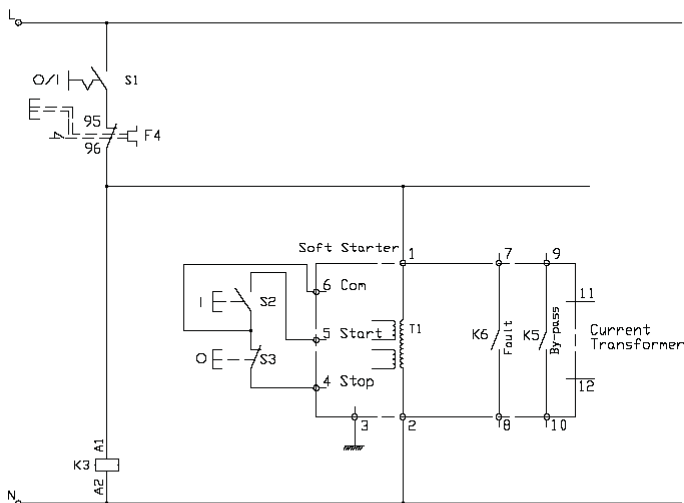 L
O/I
S1
95
F4
96
Soft Starter
1
7
9
6 Com
11
I
S2
5 Start
T1
K6
Fault
K5
By-pass
Current
Transformer
O
S3
4 Stop
12
3
2
8
10
A1
K3
A2
N